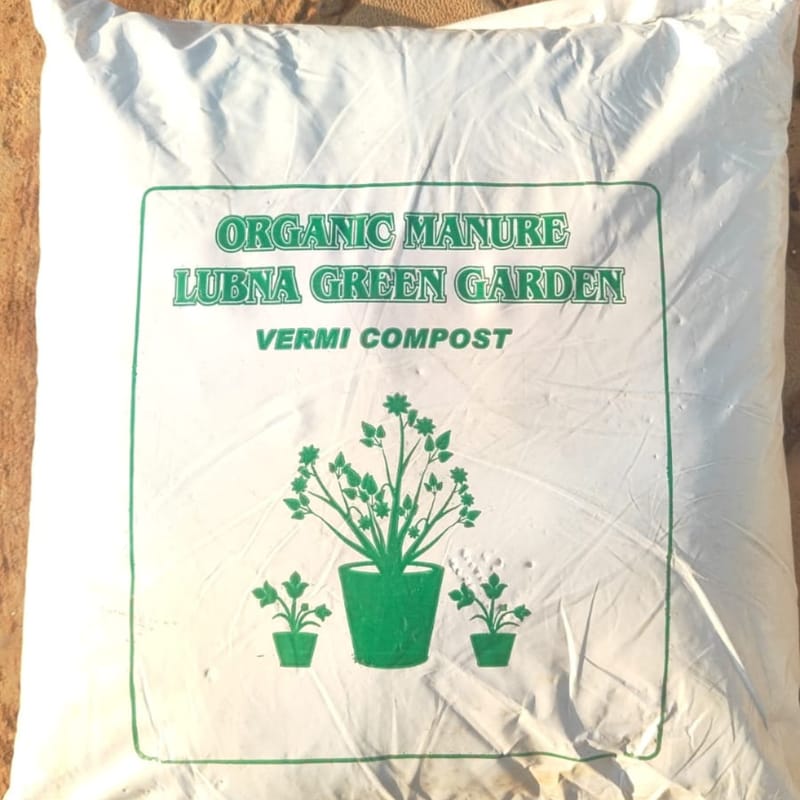 ORGANIC MANURE
LUBNA GREEN GARDEN
VERMI COMPOST